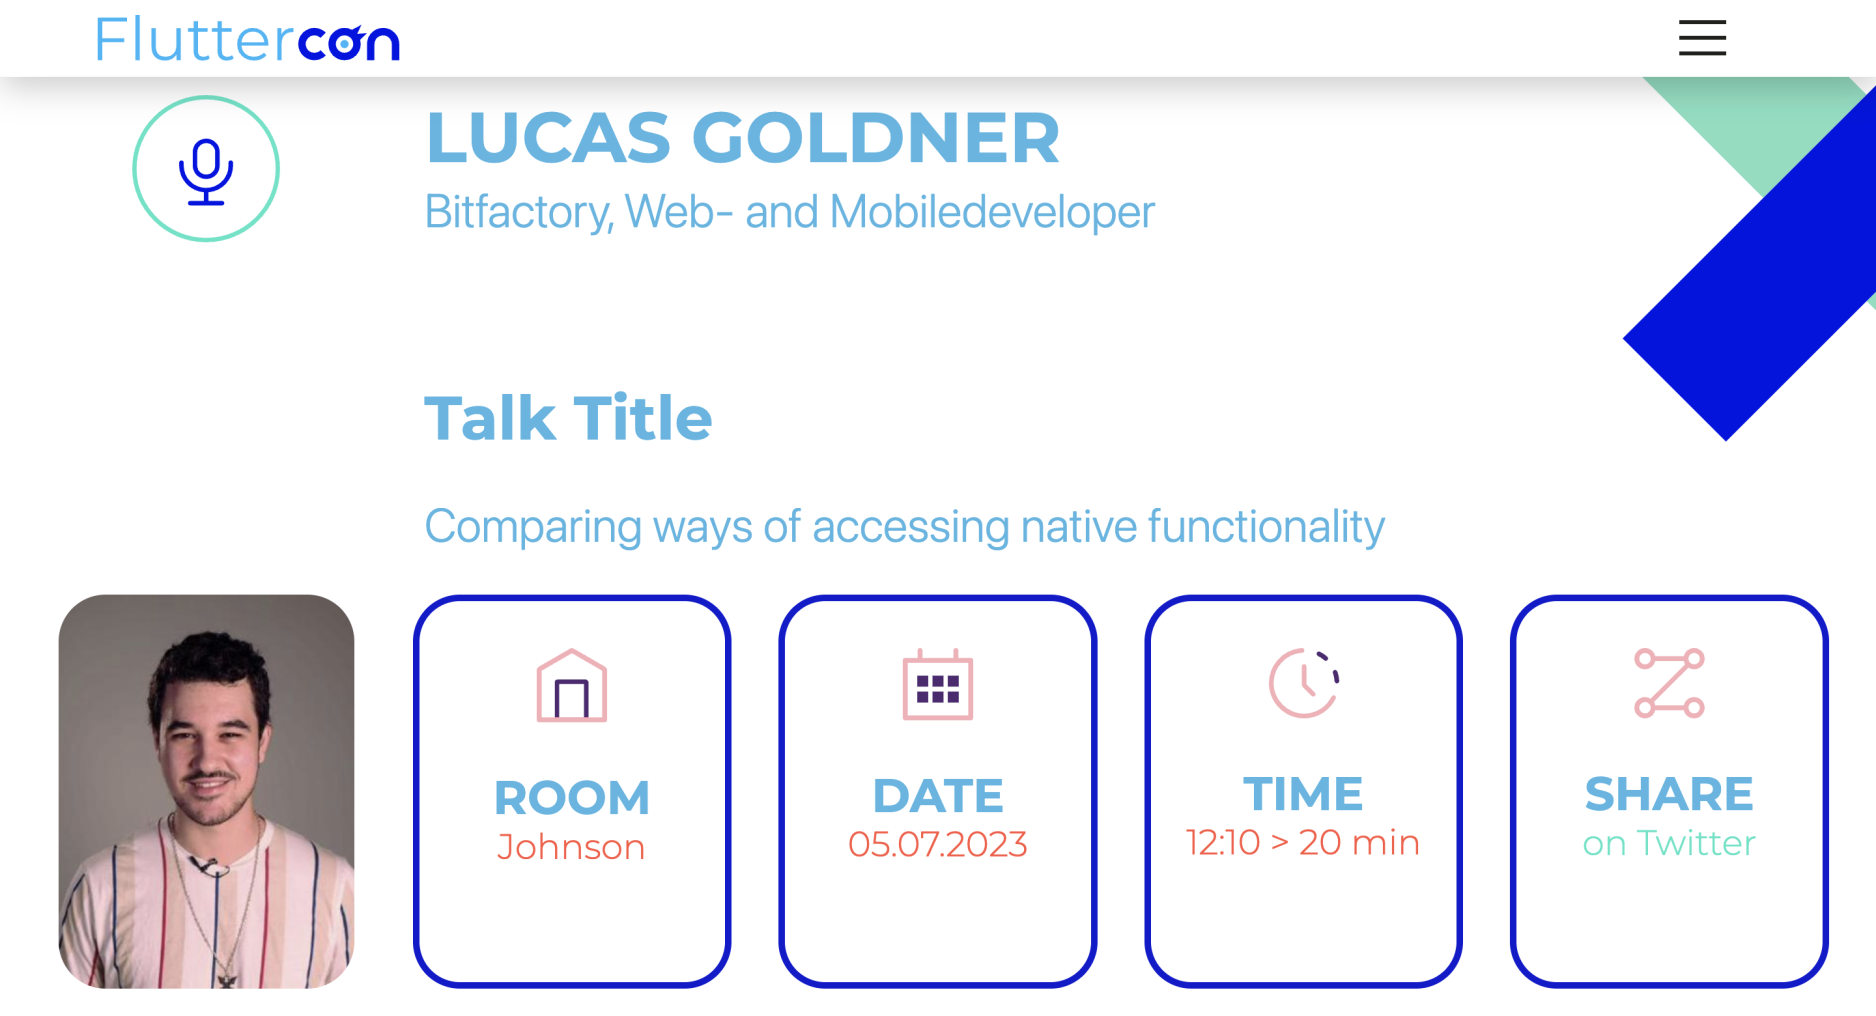 Fluttercon
LUCAS GOLDNER
Bitfactory, Web- and Mobiledeveloper
Talk Title
Comparing ways of accessing native functionality
ROOM
Johnson
DATE
05.07.2023
TIME
12:10 > 20 min
SHARE
on Twitter